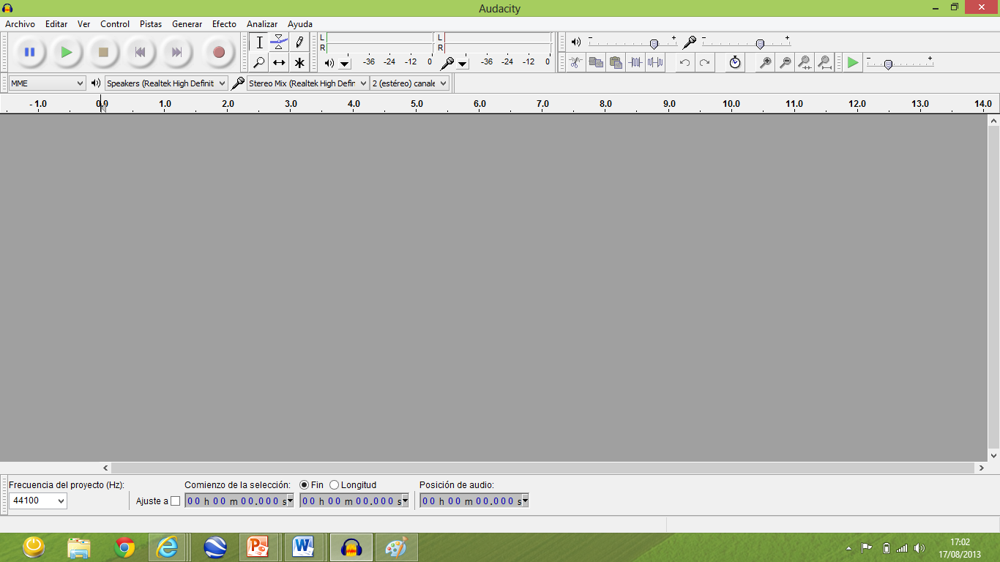 Audacity
Archivo Editar Ver Control Pistas Generar Efecto Analizar Ayuda
L L
R R
-36 -24 -12 0 -36 -24 -12 0
MME Speakers (Realtek High Definit Stereo Mix (Realtek High Defin 2 (estéreo) canale
- 1.0 0.0 1.0 2.0 3.0 4.0 5.0 6.0 7.0 8.0 9.0 10.0 11.0 12.0 13.0 14.0
Frecuencia del proyecto (Hz): Comienzo de la selección: Fin Longitud Posición de audio:
44100 Ajuste a 00 h 00 m 00.000 s 00 h 00 m 00.000 s 00 h 00 m 00.000 s
17:02
17/08/2013